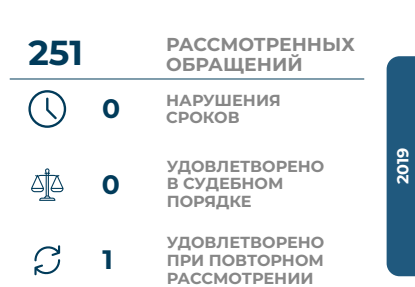 251 РАССМОТРЕННЫХ
ОБРАЩЕНИЙ
0 НАРУШЕНИЯ
СРОКОВ
0 УДОВЛЕТВОРЕНО
В СУДЕБНОМ
ПОРЯДКЕ
1 УДОВЛЕТВОРЕНО
ПРИ ПОВТОРНОМ
РАССМОТРЕНИИ
2019